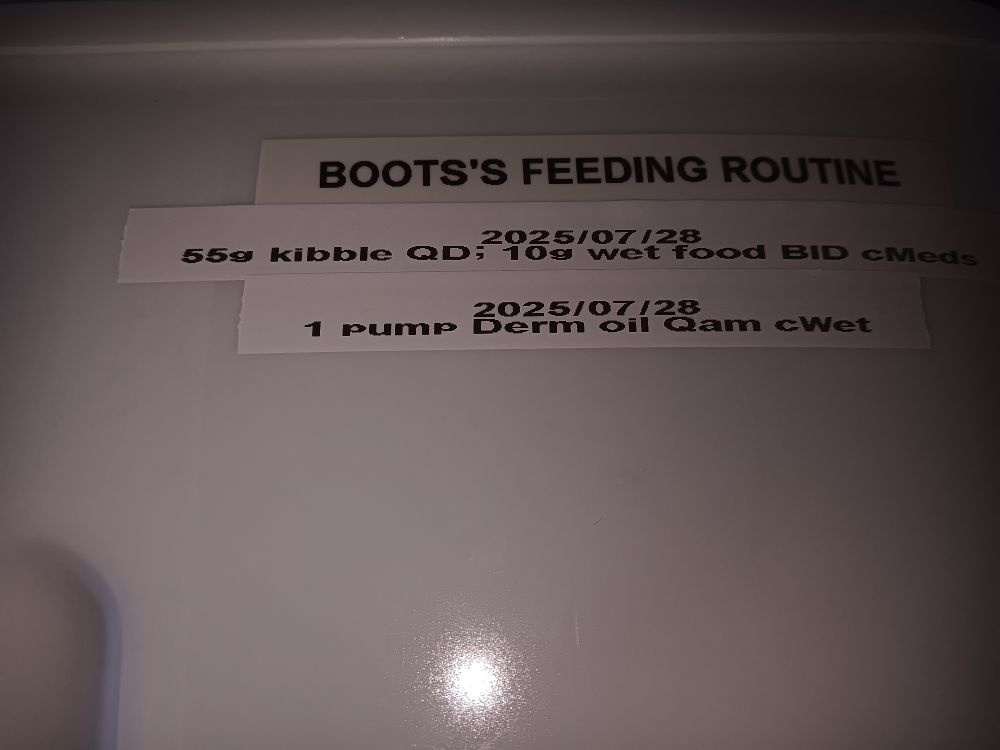 BOOTS'S FEEDING ROUTINE
2025/07/28
55g kibble QD; 10g wet food BID cMeds
2025/07/28
1 pump Derm oil Qam cWet